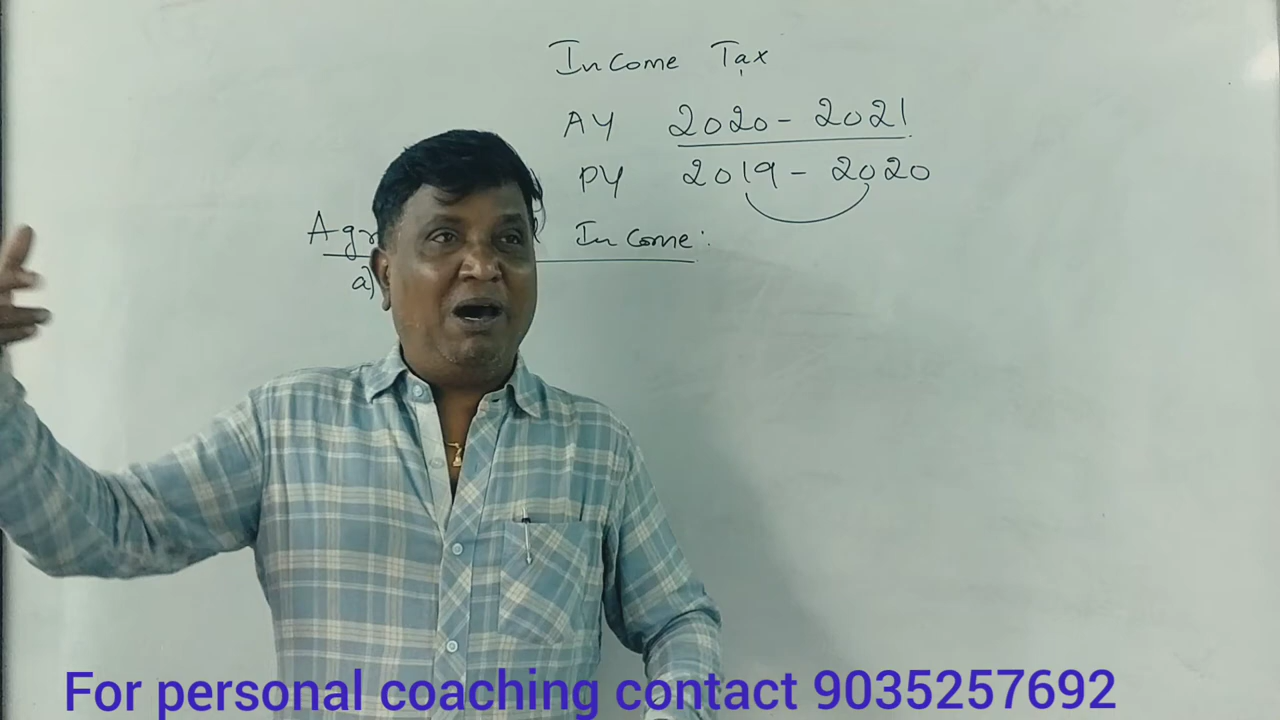 Income Tax
AY 2020 - 2021
PY 2019 - 2020
Income:
a)
For personal coaching contact 9035257692